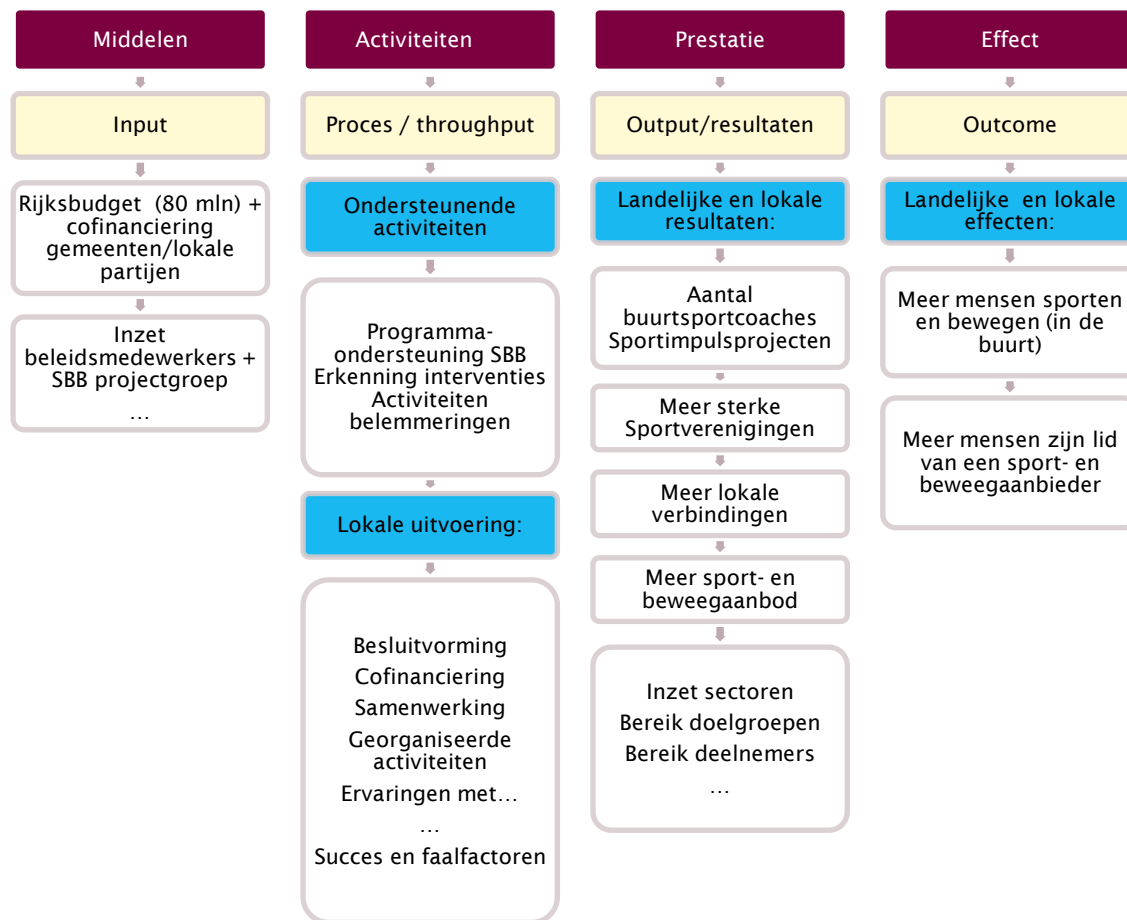 Middelen
Input
Rijksbudget (80 mln) +
cofinanciering
gemeenten/lokale
partijen
Inzet
beleidsmedewerkers +
SBB projectgroep
…
Activiteiten
Proces / throughput
Ondersteunende
activiteiten
Programma-
ondersteuning SBB
Erkenning interventies
Activiteiten
belemmeringen
Lokale uitvoering:
Besluitvorming
Cofinanciering
Samenwerking
Georganiseerde
activiteiten
Ervaringen met…
…
Succes en faalfactoren
Prestatie
Output/resultaten
Landelijke en lokale
resultaten:
Aantal
buurtsportcoaches
Sportimpulsprojecten
Meer sterke
Sportverenigingen
Meer lokale
verbindingen
Meer sport- en
beweegaanbod
Inzet sectoren
Bereik doelgroepen
Bereik deelnemers
…
Effect
Outcome
Landelijke en lokale
effecten:
Meer mensen sporten
en bewegen (in de
buurt)
Meer mensen zijn lid
van een sport- en
beweegaanbieder